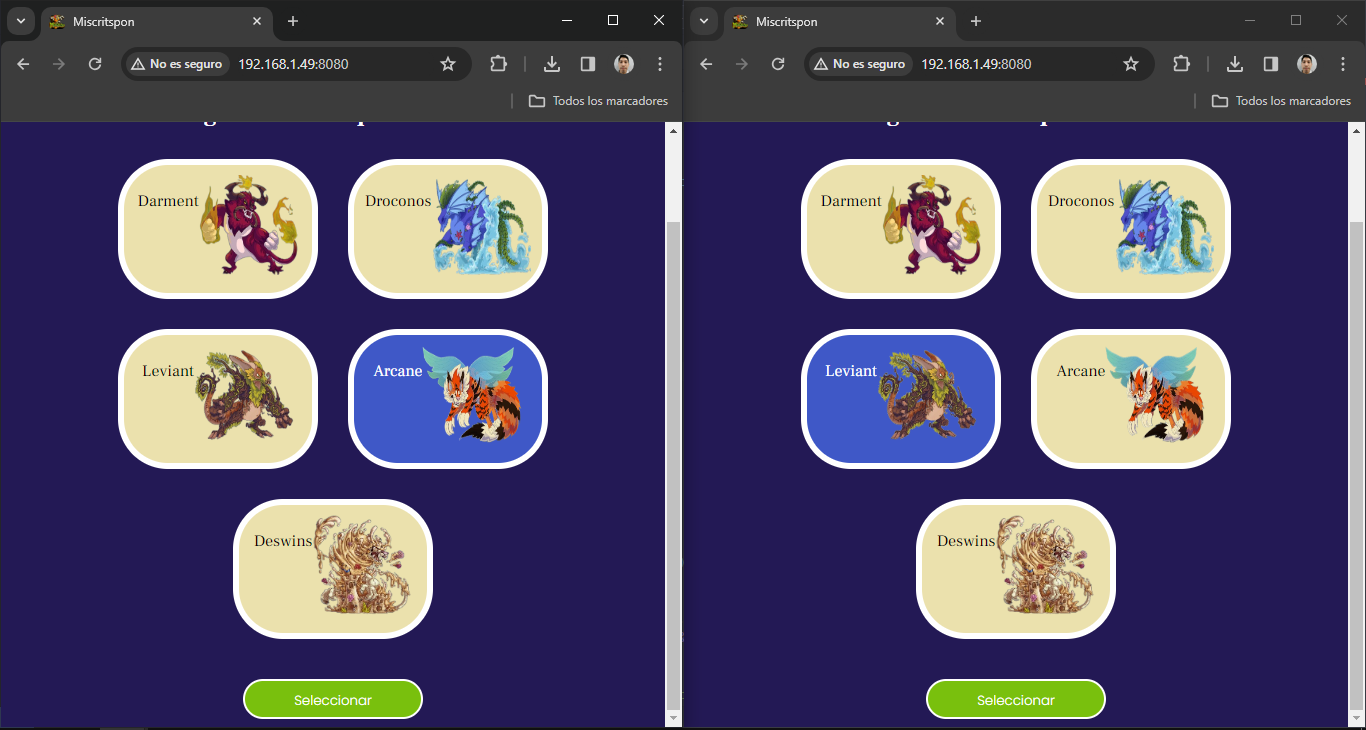 Miscritspon
No es seguro 192.168.1.49:8080
Todos los marcadores
Darment
Droconos
Leviant
Arcane
Deswins
Seleccionar
Miscritspon
No es seguro 192.168.1.49:8080
Todos los marcadores
Darment
Droconos
Leviant
Arcane
Deswins
Seleccionar